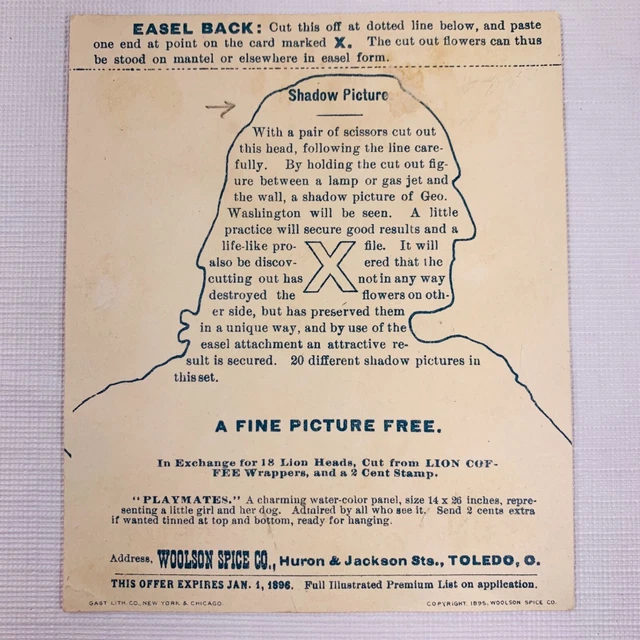 EASEL BACK: Cut this off at dotted line below, and paste
one end at point on the card marked X. The cut out flowers can thus
be stood on mantel or elsewhere in easel form.
Shadow Picture
With a pair of scissors cut out
this head, following the line care-
fully. By holding the cut out fig-
ure between a lamp or gas jet and
the wall, a shadow picture of Geo.
Washington will be seen. A little
practice will secure good results and a
life-like pro- file. It will
also be discov- ered that the
cutting out has X not in any way
destroyed the flowers on oth-
er side, but has preserved them
in a unique way, and by use of the
easel attachment an attractive re-
sult is secured. 20 different shadow pictures in
this set.
A FINE PICTURE FREE.
In Exchange for 18 Lion Heads, Cut from LION COF-
FEE Wrappers, and a 2 Cent Stamp.
"PLAYMATES." A charming water-color panel, size 14 x 26 inches, repre-
senting a little girl and her dog. Admired by all who see it. Send 2 cents extra
if wanted tinned at top and bottom, ready for hanging.
Address, WOOLSON SPICE CO., Huron & Jackson Sts., TOLEDO, O.
THIS OFFER EXPIRES JAN. 1, 1896. Full Illustrated Premium List on application.
GAST LITH. CO., NEW YORK & CHICAGO. COPYRIGHT, 1895, WOOLSON SPICE CO.